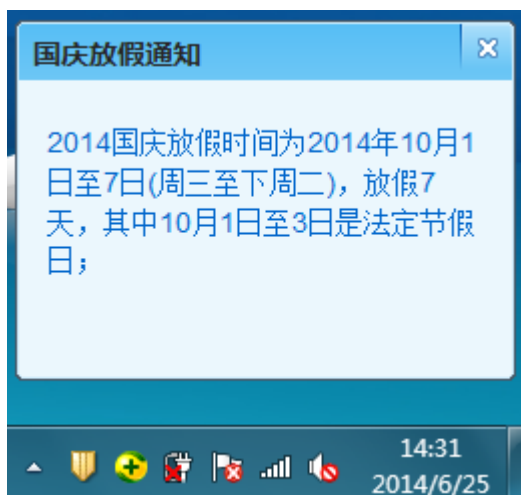 国庆放假通知
2014国庆放假时间为2014年10月1
日至7日(周三至下周二)，放假7
天，其中10月1日至3日是法定节假
日；
14:31
2014/6/25